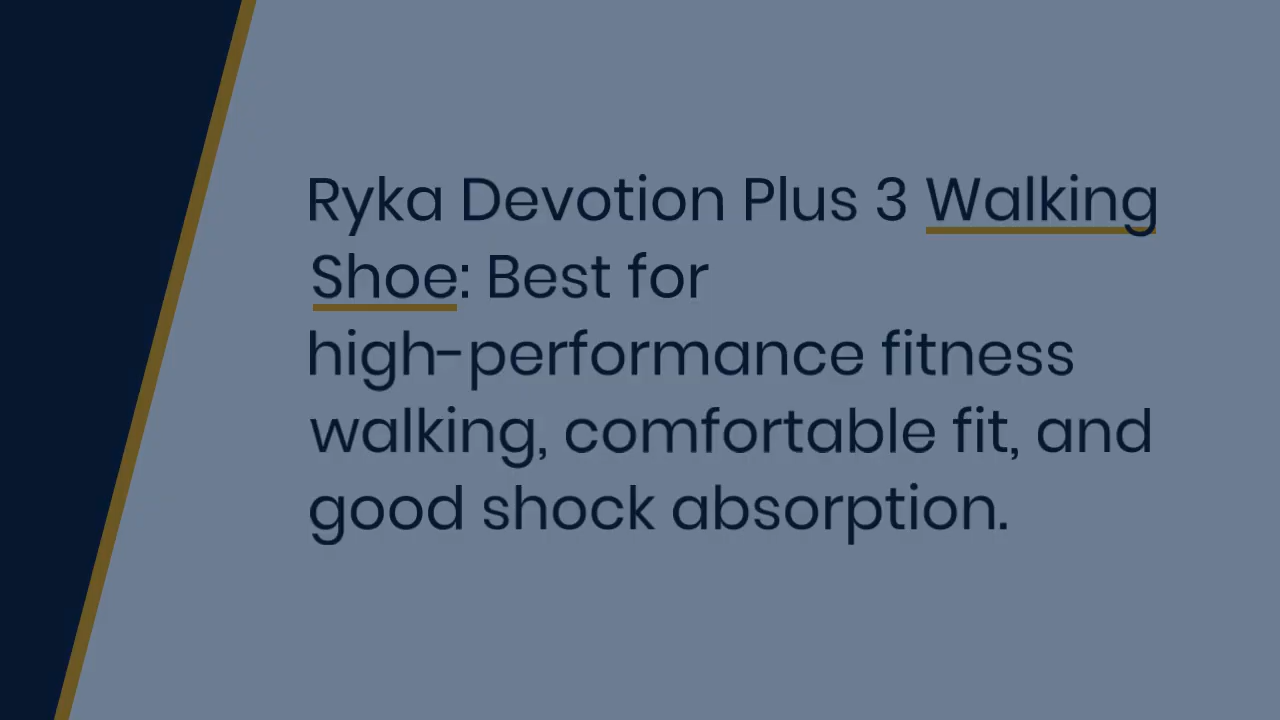 Ryka Devotion Plus 3 Walking
Shoe: Best for
high-performance fitness
walking, comfortable fit, and
good shock absorption.